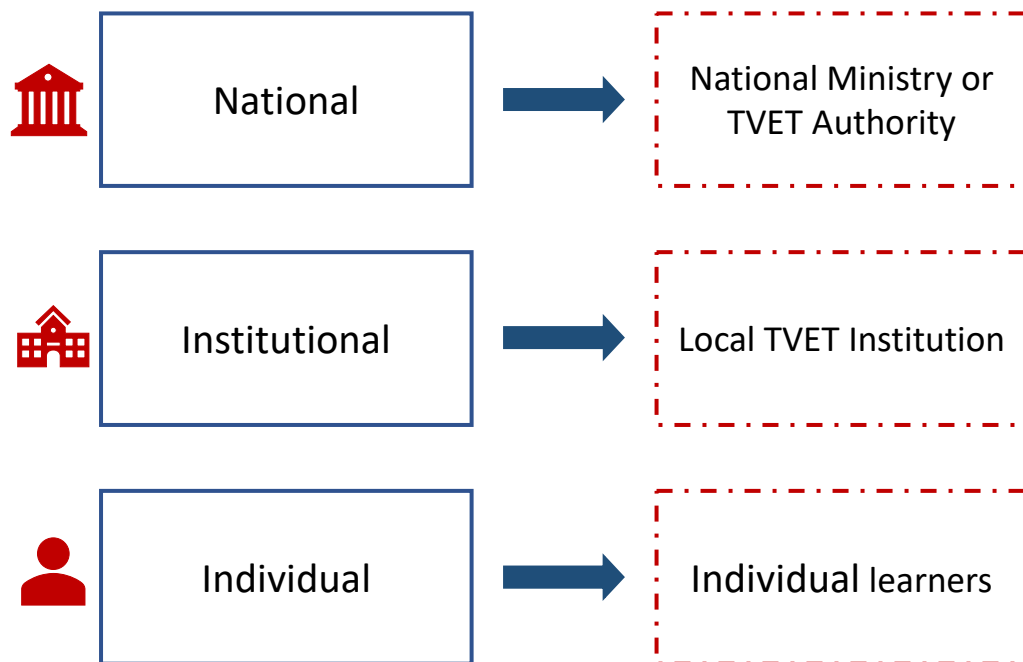 National
National Ministry or
TVET Authority
Institutional
Local TVET Institution
Individual
Individual learners